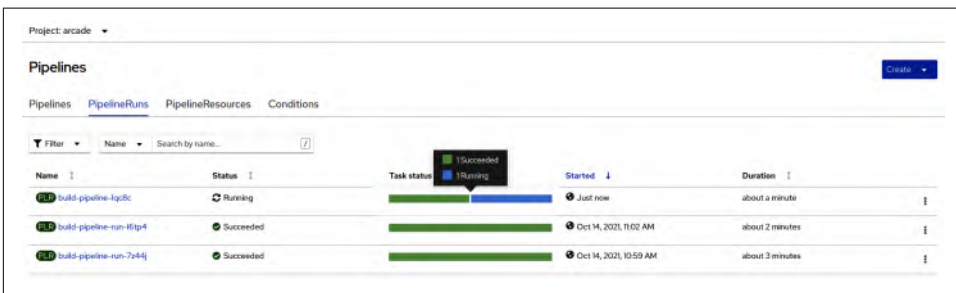 Project: arcade
Pipelines
Create
Pipelines PipelineRuns PipelineResources Conditions
Filter Name Search by name... /
1 Succeeded
1 Running
Name Status Task status Started Duration
PLR build-pipeline-lqc8c Running Just now about a minute
PLR build-pipeline-run-l6tp4 Succeeded Oct 14, 2021, 11:02 AM about 2 minutes
PLR build-pipeline-run-7z44j Succeeded Oct 14, 2021, 10:59 AM about 3 minutes